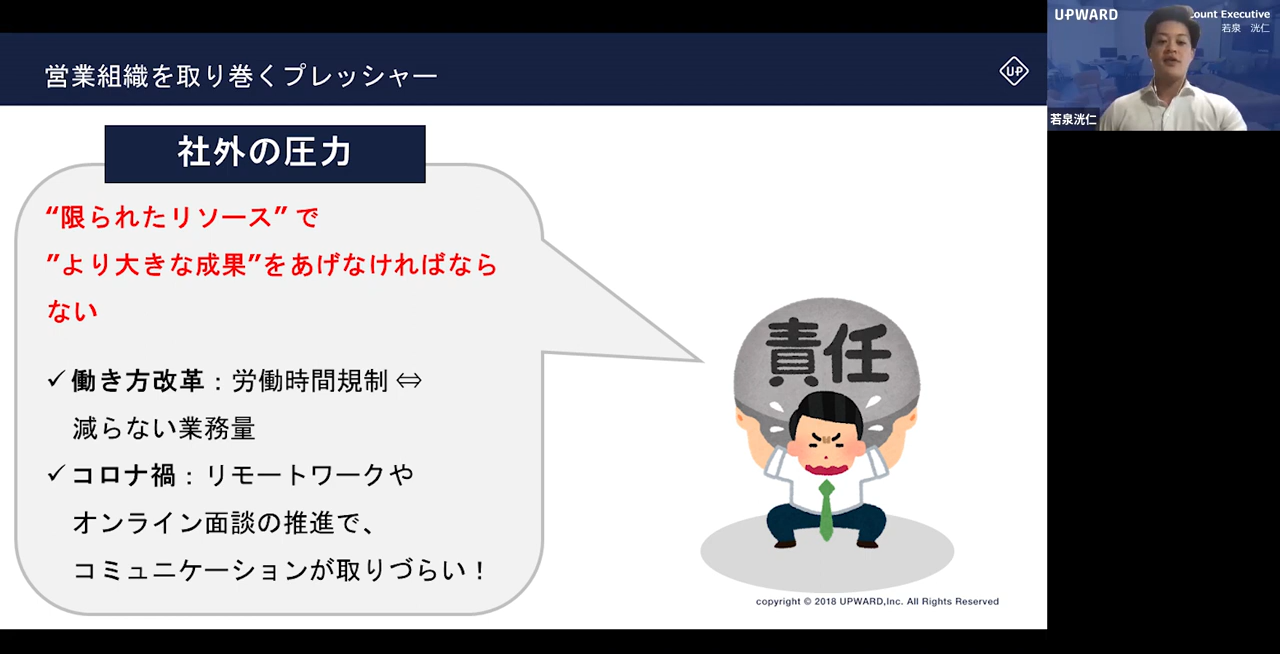 営業組織を取り巻くプレッシャー
UP
社外の圧力
“限られたリソース” で
”より大きな成果”をあげなければなら
ない
✓ 働き方改革：労働時間規制 ⇔
減らない業務量
✓ コロナ禍：リモートワークや
オンライン面談の推進で、
コミュニケーションが取りづらい！
責任
copyright © 2018 UPWARD,Inc. All Rights Reserved
UPWARD
ount Executive
若泉 洸仁
若泉洸仁